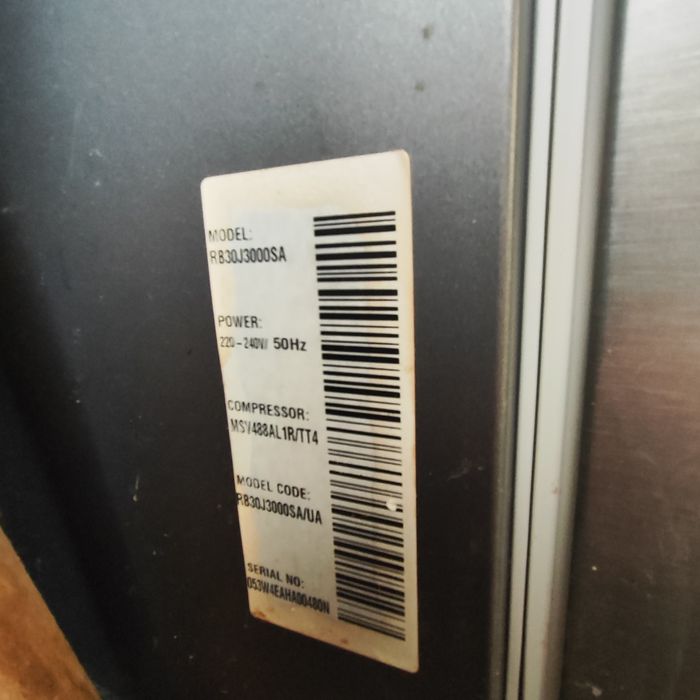 MODEL:
RB30J3000SA
POWER:
220-240V/ 50Hz
COMPRESSOR:
MSV488AL1R/TT4
MODEL CODE:
RB30J3000SA/UA
SERIAL NO:
053W4EAHA00480N